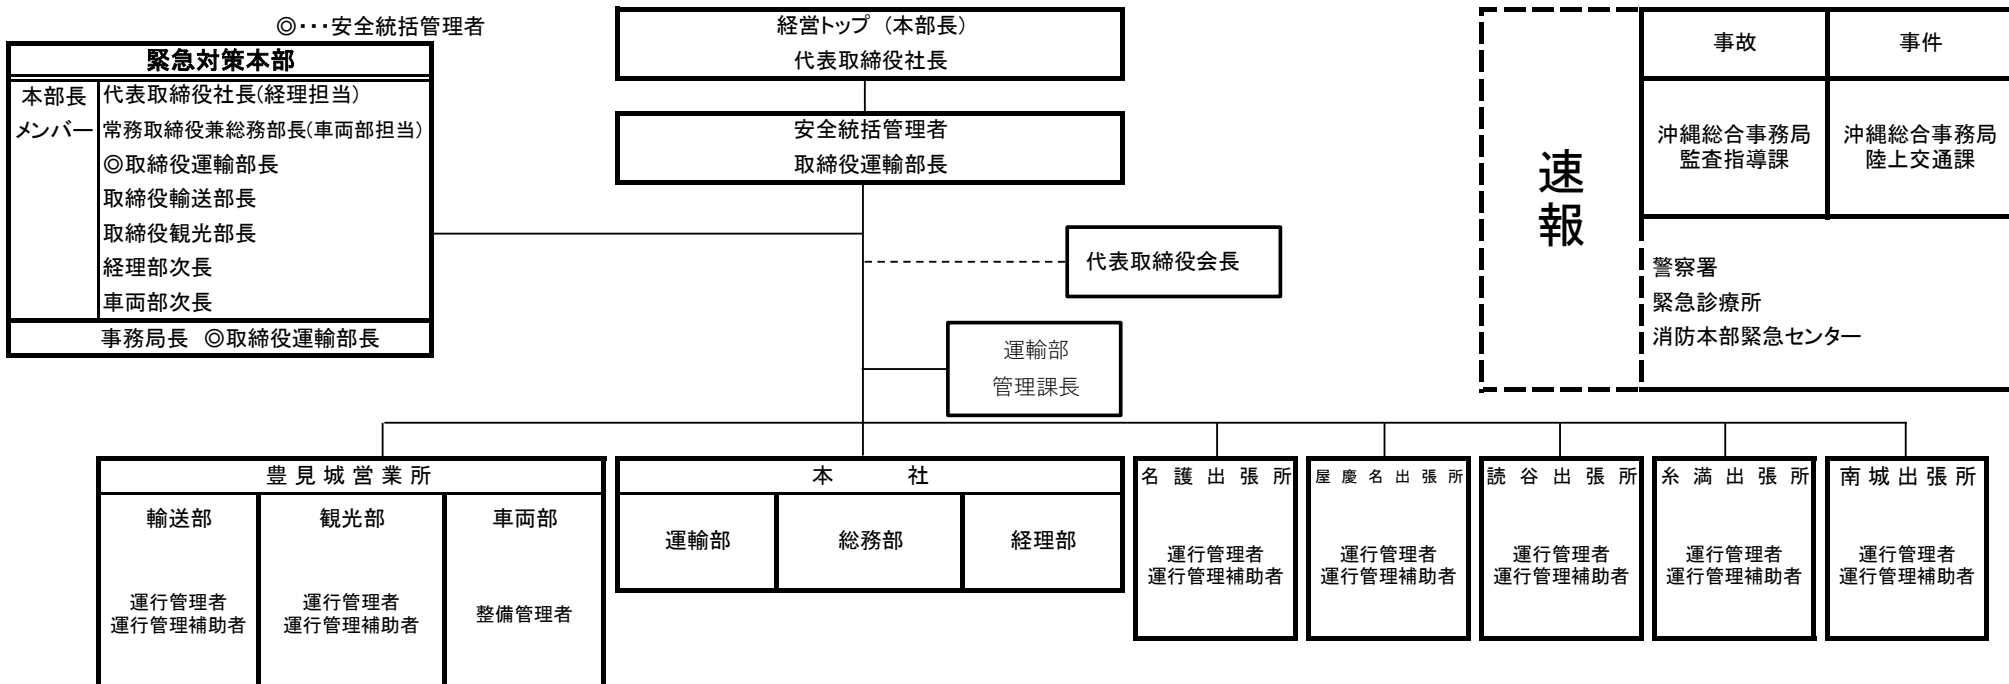 ◎・・・安全統括管理者
緊急対策本部
本部長 代表取締役社長(経理担当)
メンバー 常務取締役兼総務部長(車両部担当)
◎取締役運輸部長
取締役輸送部長
取締役観光部長
経理部次長
車両部次長
事務局長 ◎取締役運輸部長
経営トップ（本部長）
代表取締役社長
安全統括管理者
取締役運輸部長
代表取締役会長
運輸部
管理課長
速報
事故 事件
沖縄総合事務局
監査指導課
沖縄総合事務局
陸上交通課
警察署
緊急診療所
消防本部緊急センター
豊見城営業所
輸送部
運行管理者
運行管理補助者
観光部
運行管理者
運行管理補助者
車両部
整備管理者
本社
運輸部 総務部 経理部
名護出張所
運行管理者
運行管理補助者
屋慶名出張所
運行管理者
運行管理補助者
読谷出張所
運行管理者
運行管理補助者
糸満出張所
運行管理者
運行管理補助者
南城出張所
運行管理者
運行管理補助者